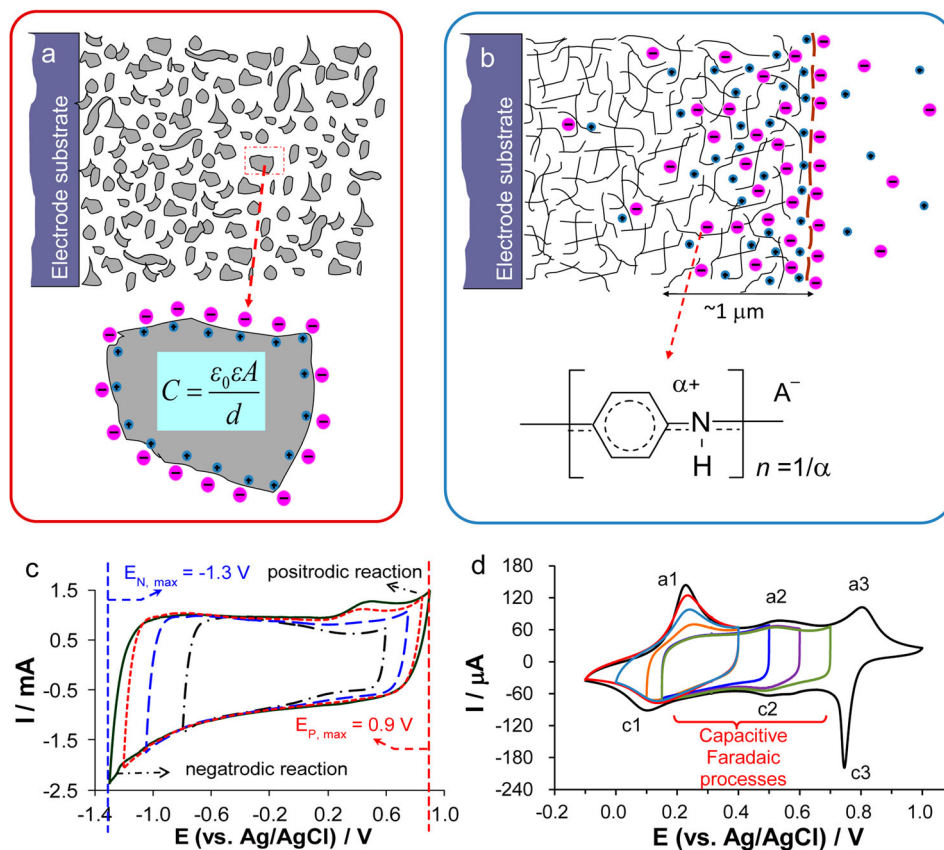 a
Electrode substrate
C = ε₀εA / d
b
Electrode substrate
~1 μm
α+
A⁻
N
H
n = 1/α
c
E_N, max = -1.3 V
positrodic reaction
1.5
0.5
-0.5
-1.5
-2.5
I / mA
E_P, max = 0.9 V
negatrodic reaction
-1.4 -1.0 -0.6 -0.2 0.2 0.6 1.0
E (vs. Ag/AgCl) / V
d
a1
a2
a3
180
120
60
0
-60
-120
-180
-240
I / μA
c1
c2
Capacitive
Faradaic
processes
c3
0.0 0.2 0.4 0.6 0.8 1.0
E (vs. Ag/AgCl) / V